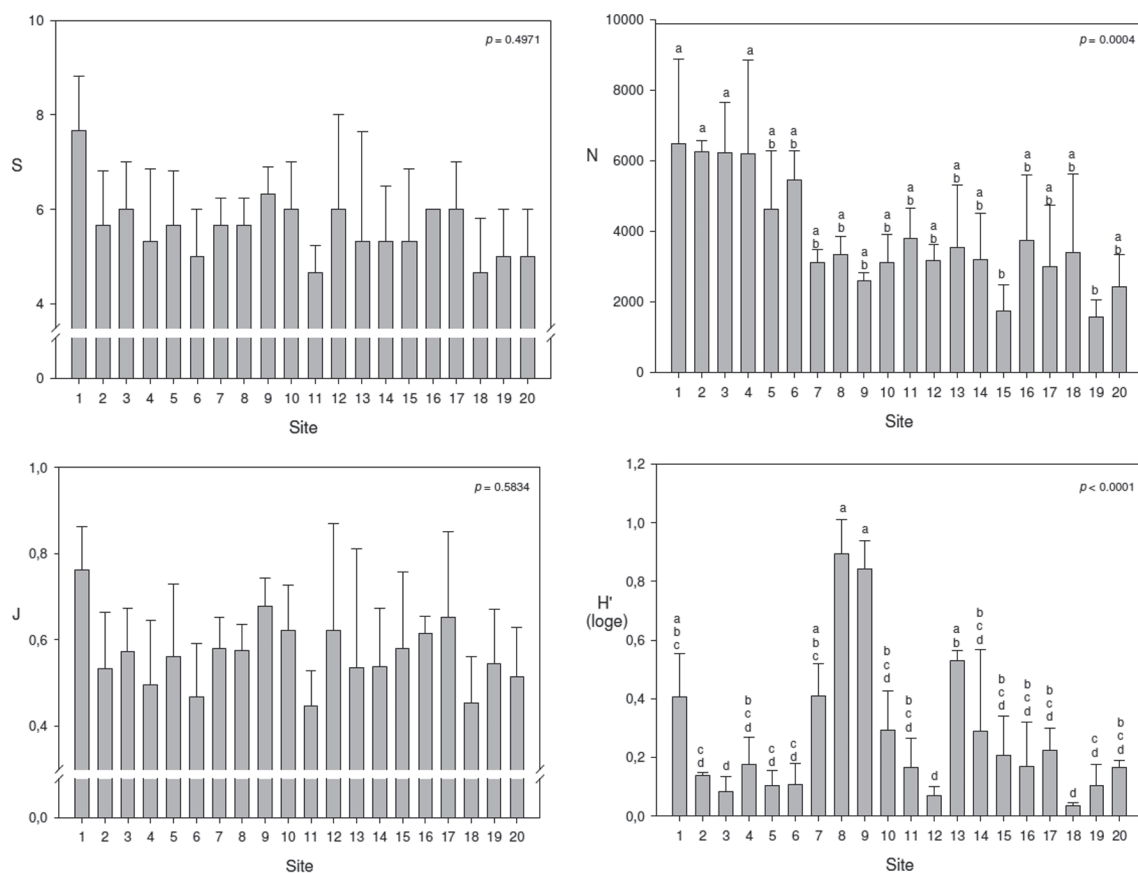 10
p = 0.4971
8
S
6
4
0
1 2 3 4 5 6 7 8 9 10 11 12 13 14 15 16 17 18 19 20
Site
10000
p = 0.0004
8000
N
6000
4000
2000
0
a
a
a
a
a
b
a
b
a
b
a
b
a
b
a
b
a
b
a
b
a
b
a
b
b
a
b
a
b
a
b
b
a
b
1 2 3 4 5 6 7 8 9 10 11 12 13 14 15 16 17 18 19 20
Site
1,0
p = 0.5834
0,8
J
0,6
0,4
0,0
1 2 3 4 5 6 7 8 9 10 11 12 13 14 15 16 17 18 19 20
Site
1,2
p < 0.0001
1,0
0,8
H'
(loge)
0,6
0,4
0,2
0,0
a
b
c
c
d
d
b
c
d
c
d
c
d
a
b
c
a
a
b
c
d
b
c
d
d
a
b
b
c
d
b
c
d
b
c
d
b
c
d
d
c
d
b
c
d
1 2 3 4 5 6 7 8 9 10 11 12 13 14 15 16 17 18 19 20
Site